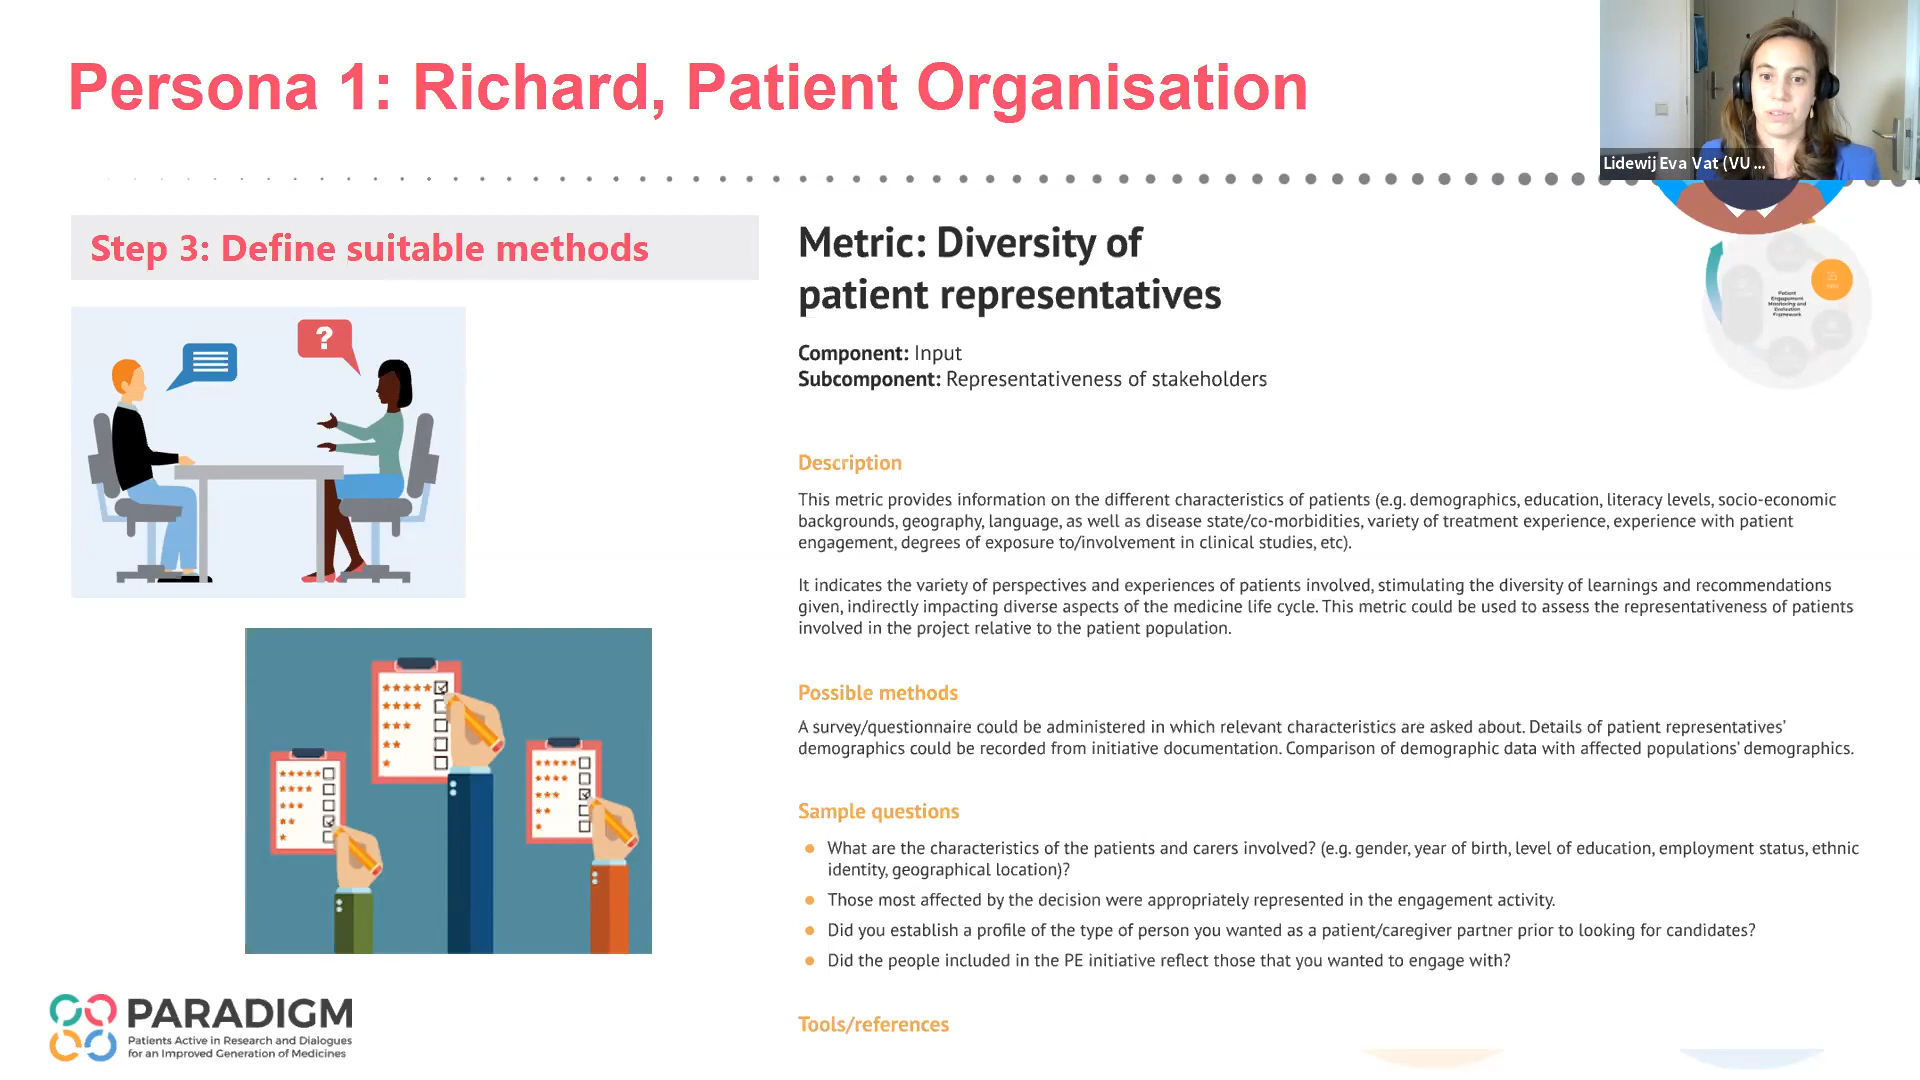 Persona 1: Richard, Patient Organisation
Lidewij Eva Vat (VU ...
Step 3: Define suitable methods
?
Metric: Diversity of
patient representatives
Component: Input
Subcomponent: Representativeness of stakeholders
Patient
Engagement
Monitoring and
Evaluation
Framework
Description
This metric provides information on the different characteristics of patients (e.g. demographics, education, literacy levels, socio-economic
backgrounds, geography, language, as well as disease state/co-morbidities, variety of treatment experience, experience with patient
engagement, degrees of exposure to/involvement in clinical studies, etc).
It indicates the variety of perspectives and experiences of patients involved, stimulating the diversity of learnings and recommendations
given, indirectly impacting diverse aspects of the medicine life cycle. This metric could be used to assess the representativeness of patients
involved in the project relative to the patient population.
Possible methods
A survey/questionnaire could be administered in which relevant characteristics are asked about. Details of patient representatives'
demographics could be recorded from initiative documentation. Comparison of demographic data with affected populations' demographics.
Sample questions
• What are the characteristics of the patients and carers involved? (e.g. gender, year of birth, level of education, employment status, ethnic
identity, geographical location)?
• Those most affected by the decision were appropriately represented in the engagement activity.
• Did you establish a profile of the type of person you wanted as a patient/caregiver partner prior to looking for candidates?
• Did the people included in the PE initiative reflect those that you wanted to engage with?
Tools/references
PARADIGM
Patients Active in Research and Dialogues
for an Improved Generation of Medicines